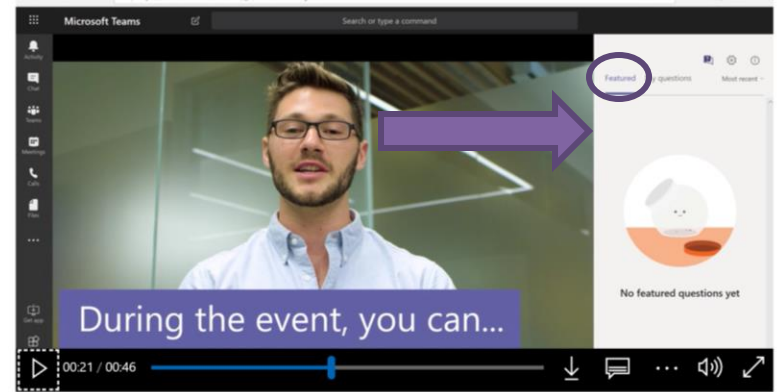 Microsoft Teams
Search or type a command
Activity
Chat
Teams
Meetings
Calls
Files
Get app
Featured
y questions
Most recent
No featured questions yet
During the event, you can...
00:21 / 00:46